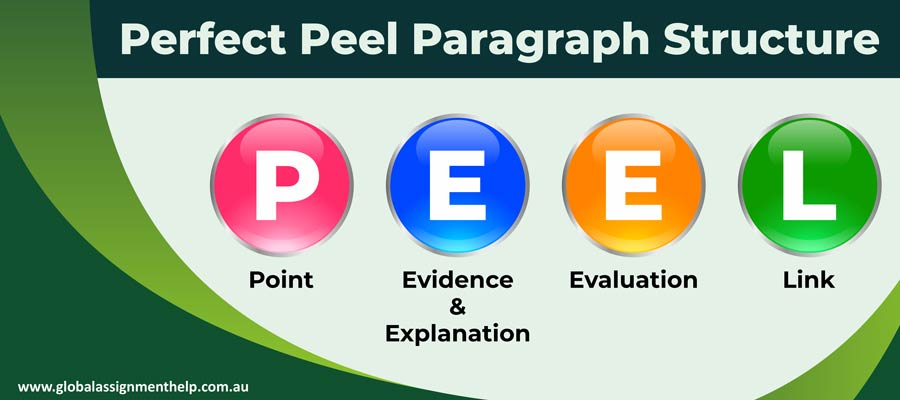 Perfect Peel Paragraph Structure
P E E L
Point Evidence Evaluation Link
&
Explanation
www.globalassignmenthelp.com.au